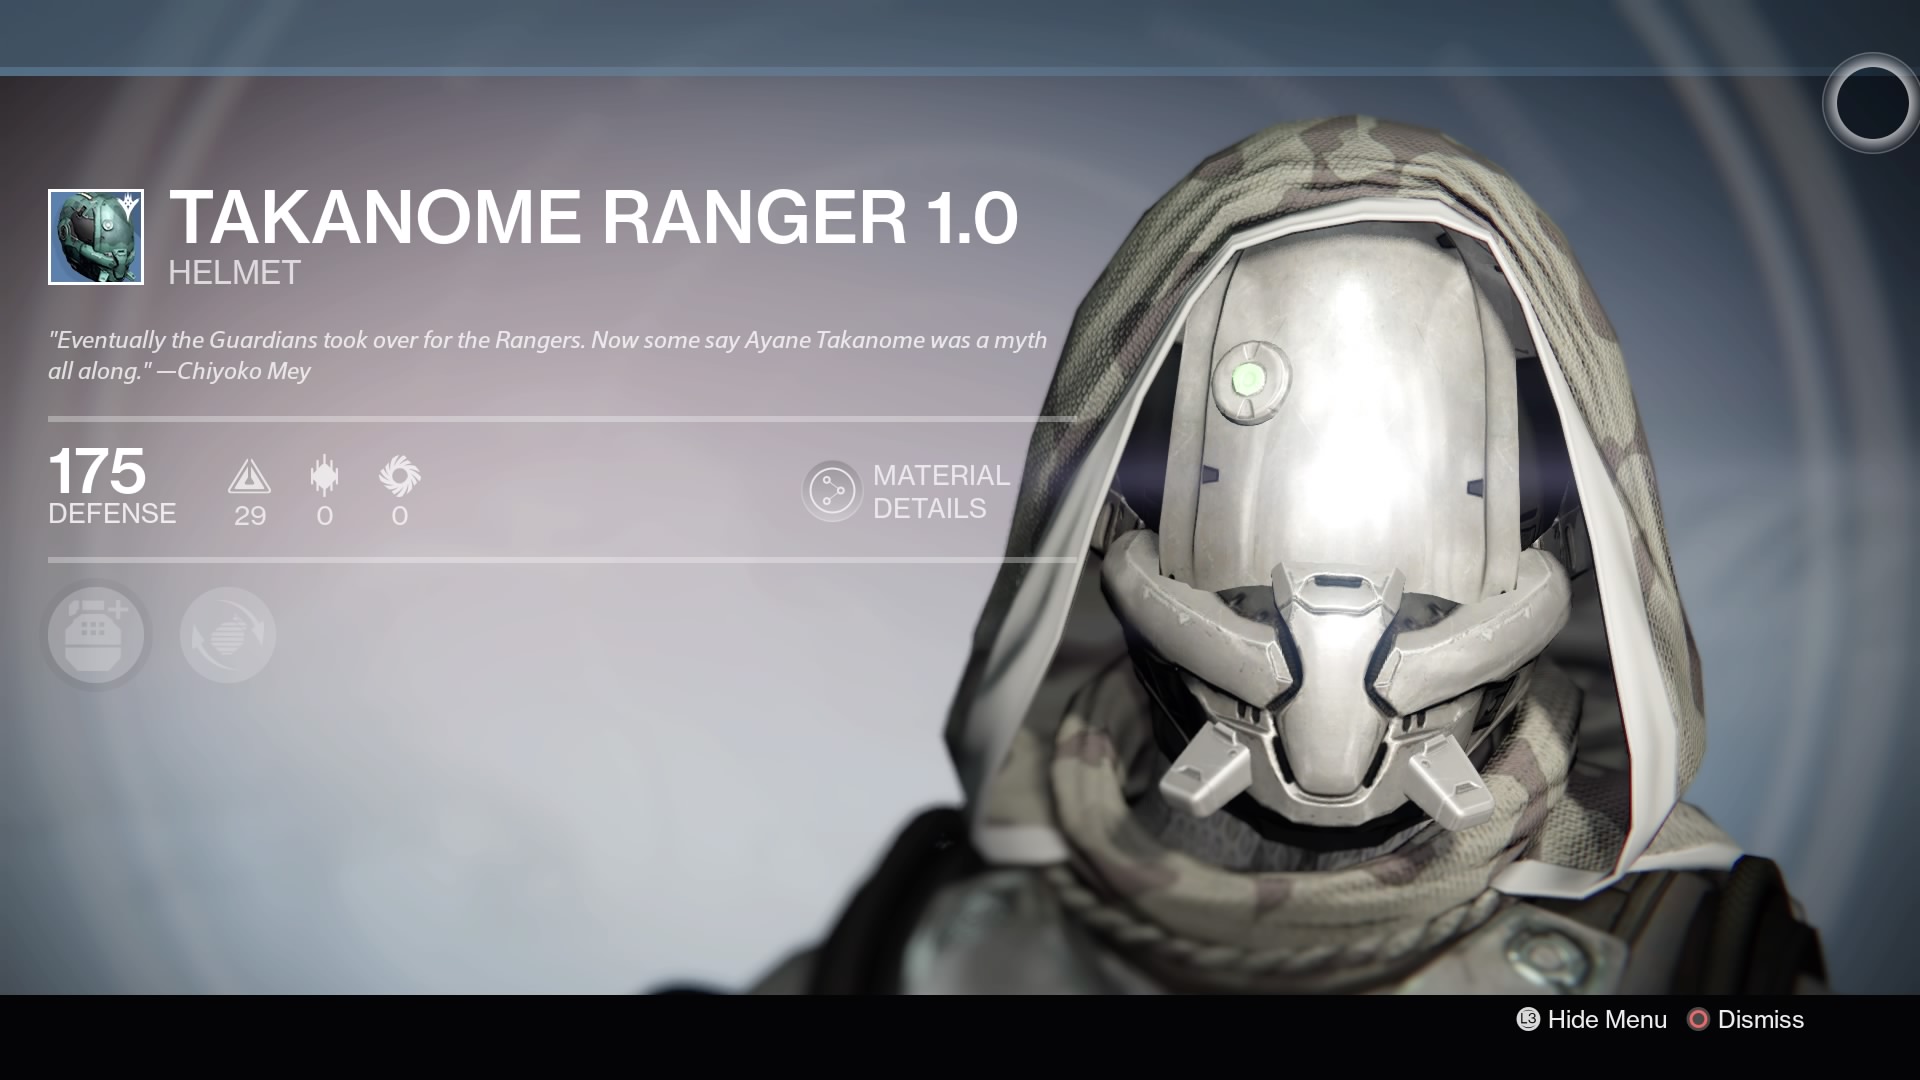 TAKANOME RANGER 1.0
HELMET
"Eventually the Guardians took over for the Rangers. Now some say Ayane Takanome was a myth
all along." —Chiyoko Mey
175
DEFENSE
29
0
0
MATERIAL
DETAILS
L3 Hide Menu
Dismiss